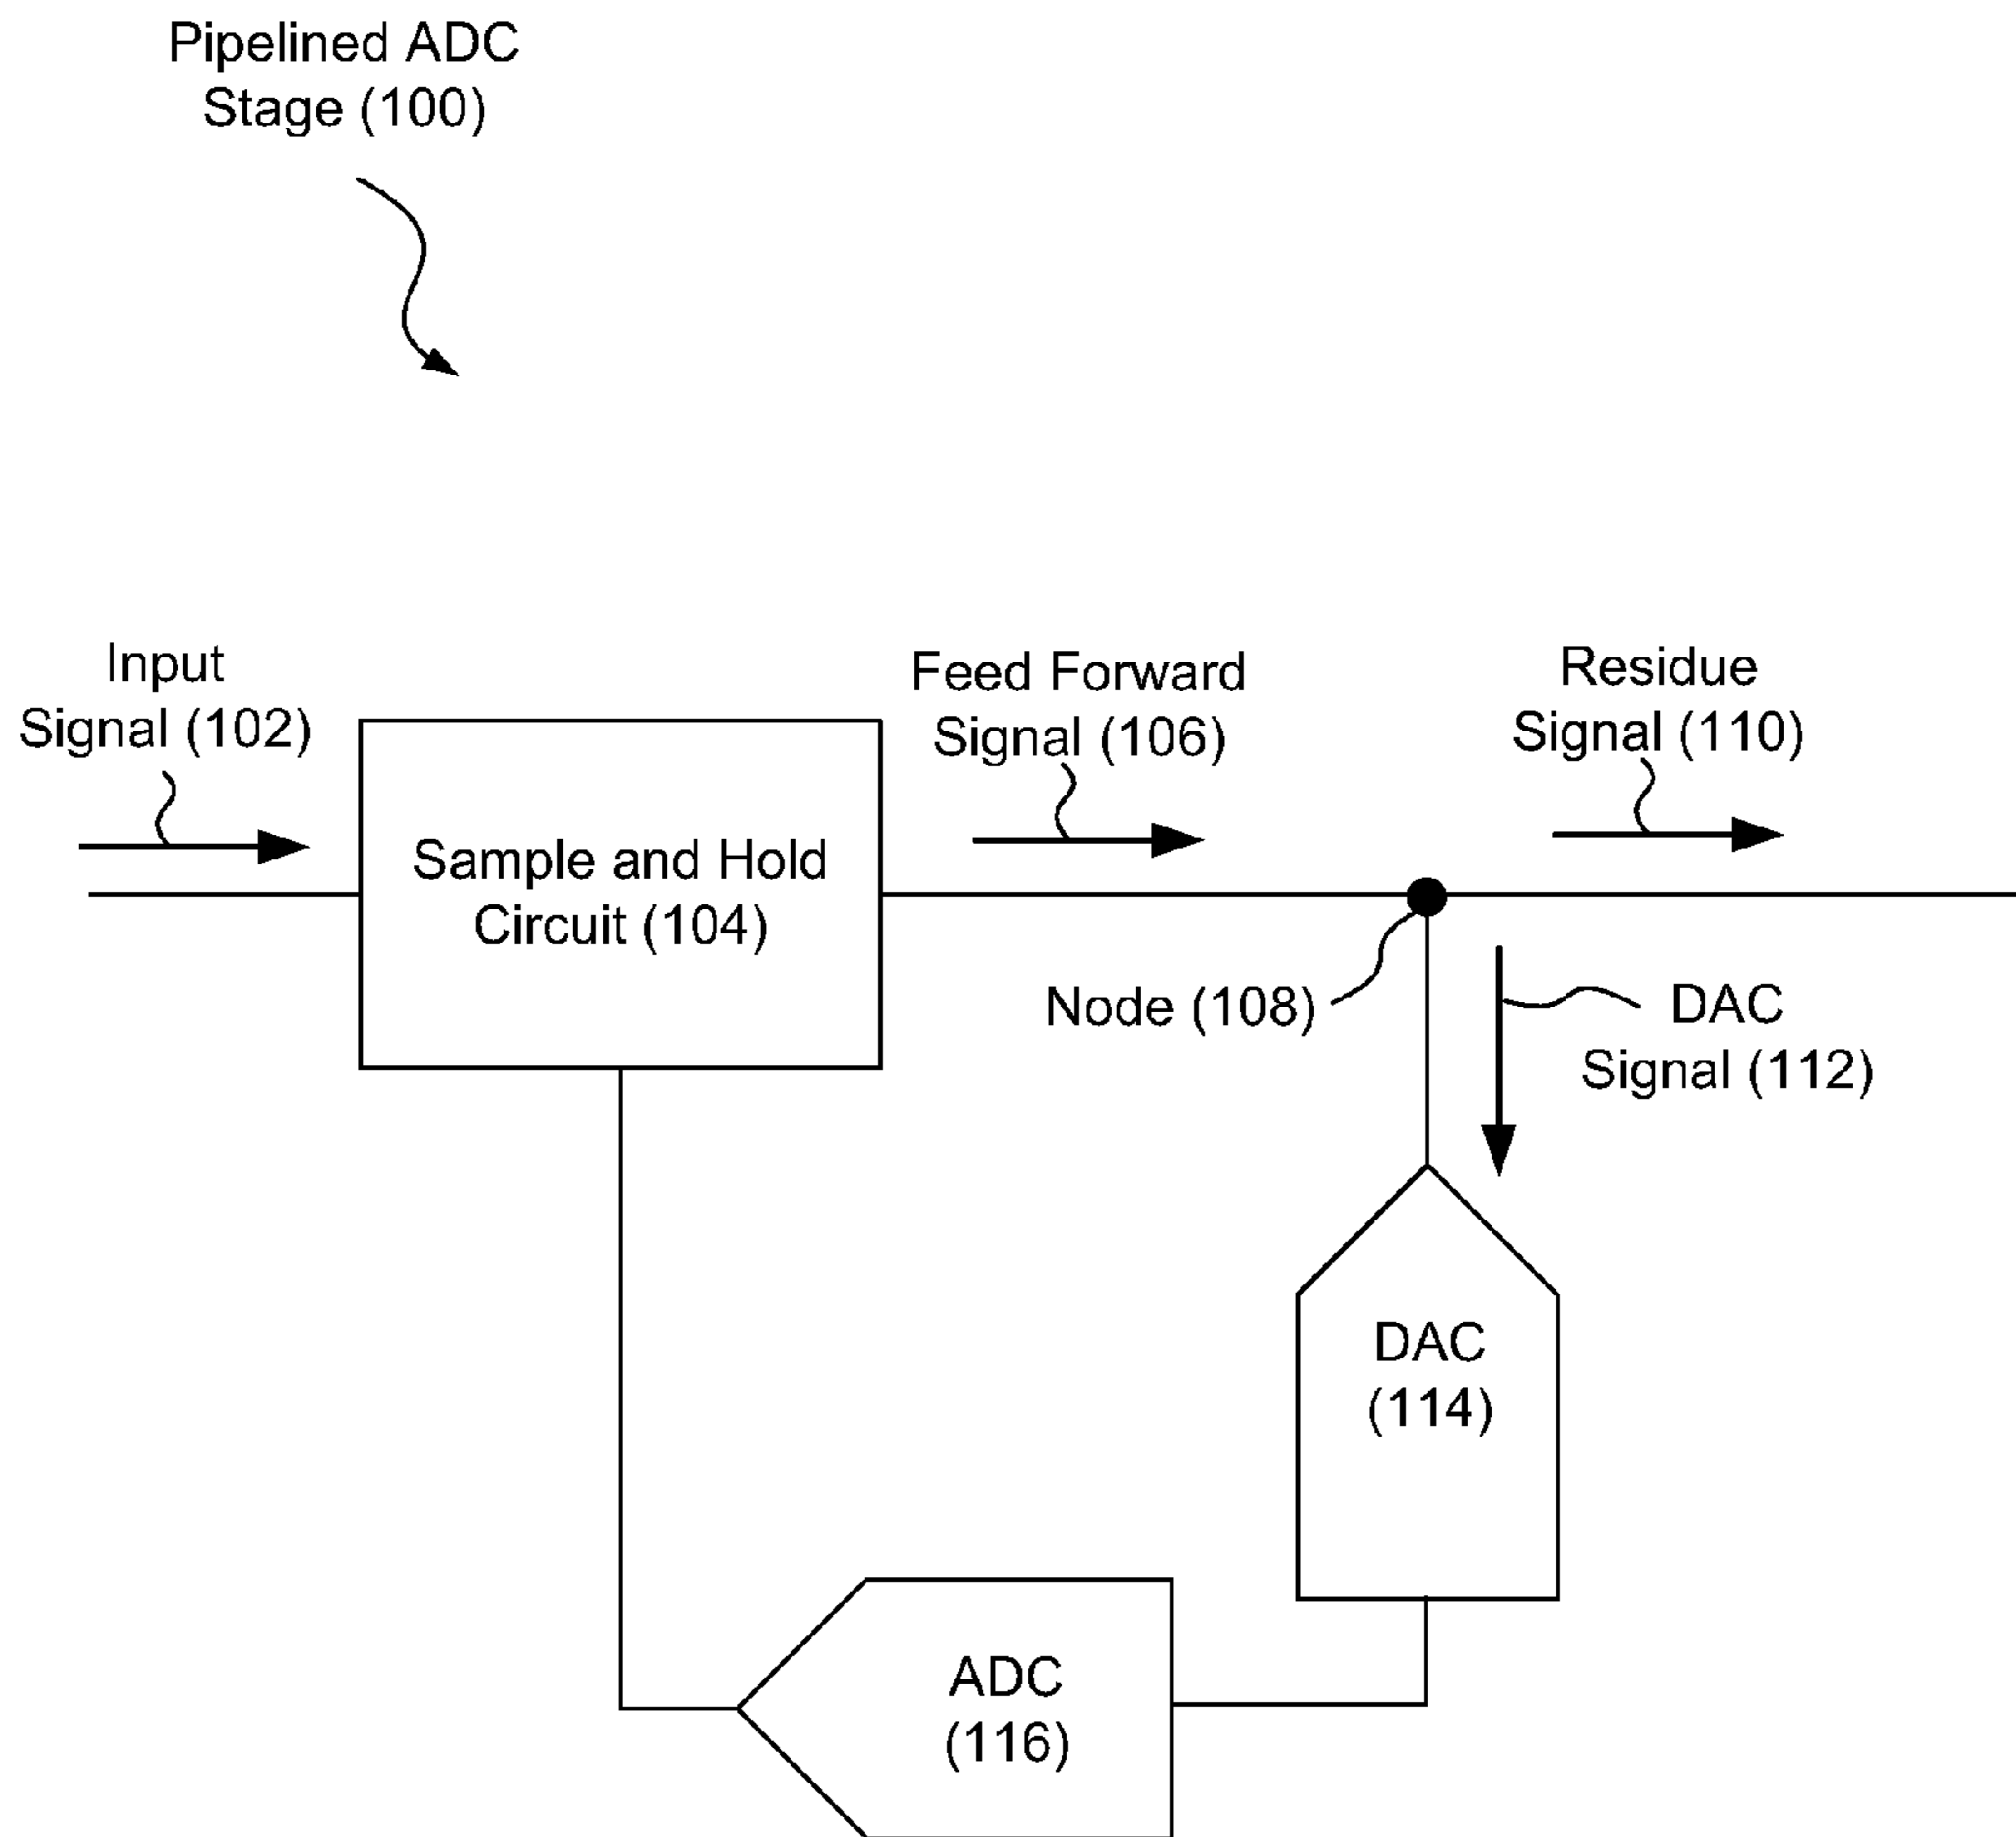 Pipelined ADC
Stage (100)
Input
Signal (102)
Feed Forward
Signal (106)
Residue
Signal (110)
Sample and Hold
Circuit (104)
Node (108)
DAC
Signal (112)
DAC
(114)
ADC
(116)